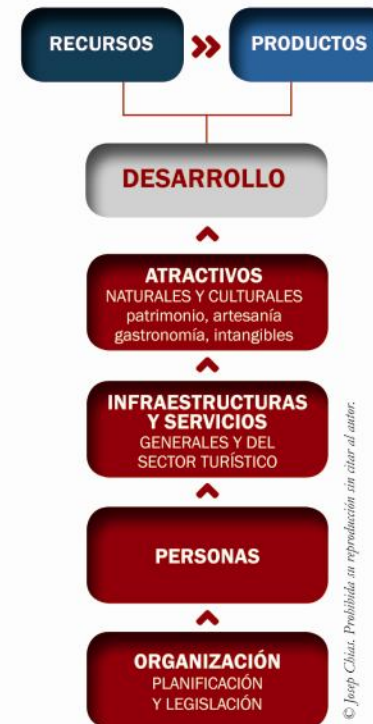 RECURSOS
PRODUCTOS
DESARROLLO
ATRACTIVOS
NATURALES Y CULTURALES
patrimonio, artesanía
gastronomía, intangibles
INFRAESTRUCTURAS
Y SERVICIOS
GENERALES Y DEL
SECTOR TURÍSTICO
PERSONAS
ORGANIZACIÓN
PLANIFICACIÓN
Y LEGISLACIÓN
© Josep Chias. Prohibida su reproducción sin citar al autor.